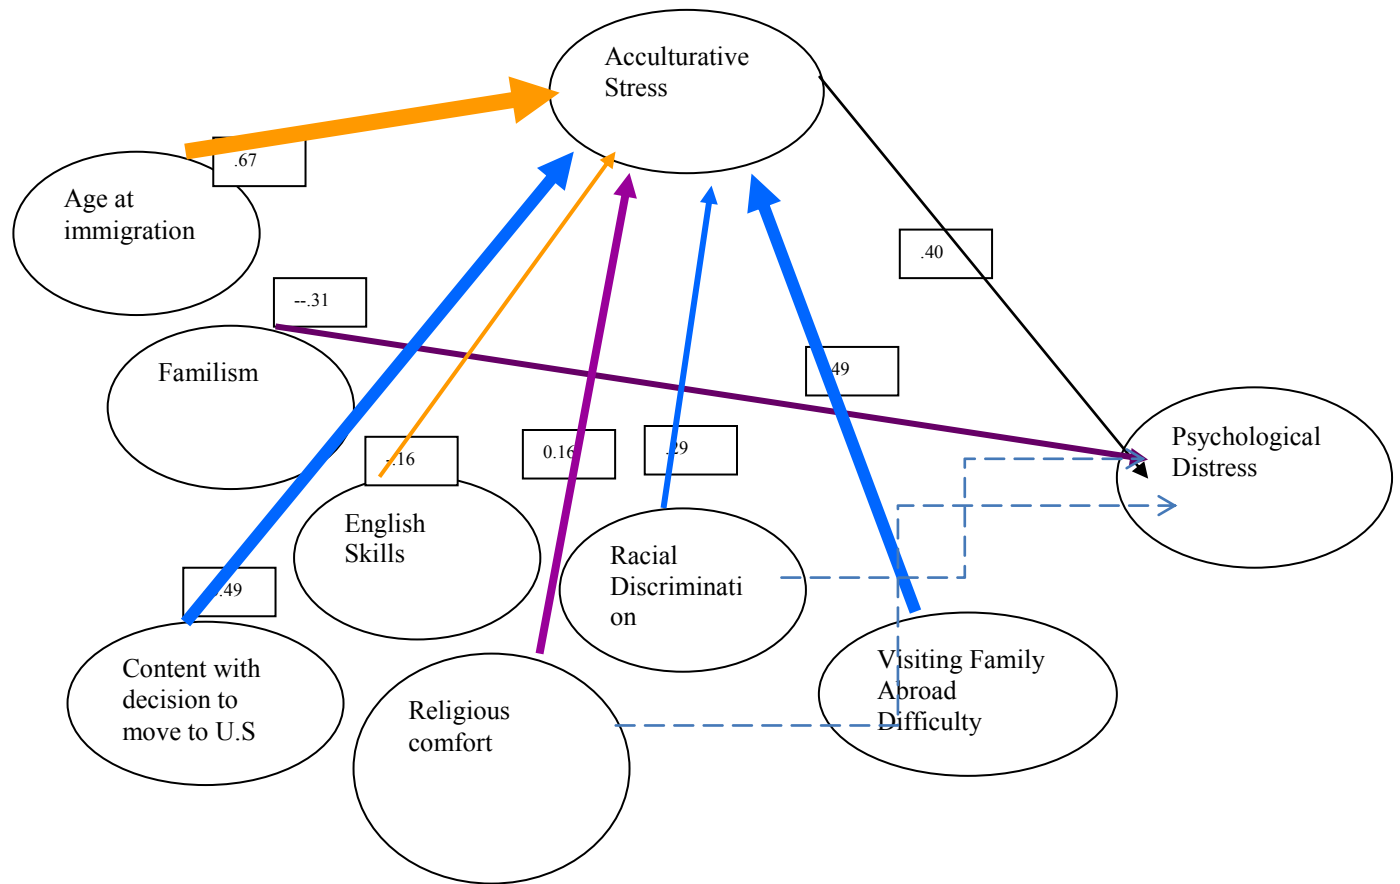 Acculturative
Stress
.67
Age at
immigration
.40
--.31
Familism
.49
Psychological
Distress
-.16
0.16
.29
English
Skills
Racial
Discriminati
on
.49
Content with
decision to
move to U.S
Religious
comfort
Visiting Family
Abroad
Difficulty